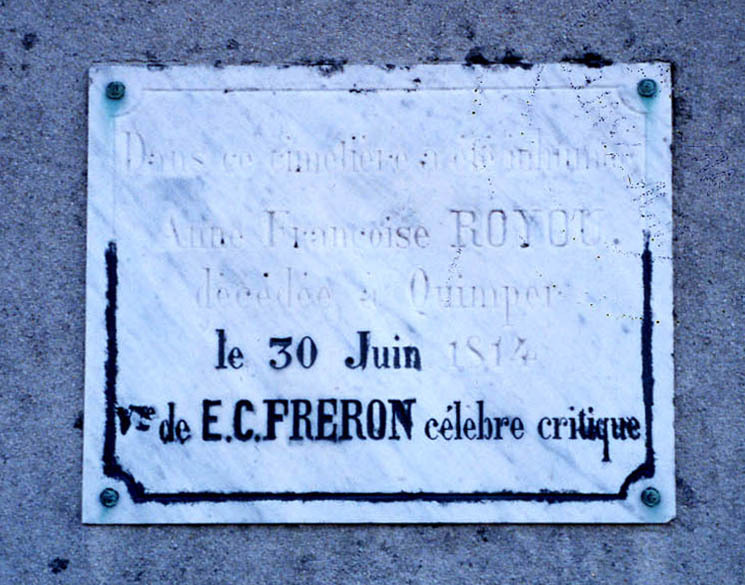 Dans ce cimetière a été inhumée
Anne Françoise ROYOU
décédée à Quimper
le 30 Juin 1814
Vve de E.C.FRERON célèbre critique